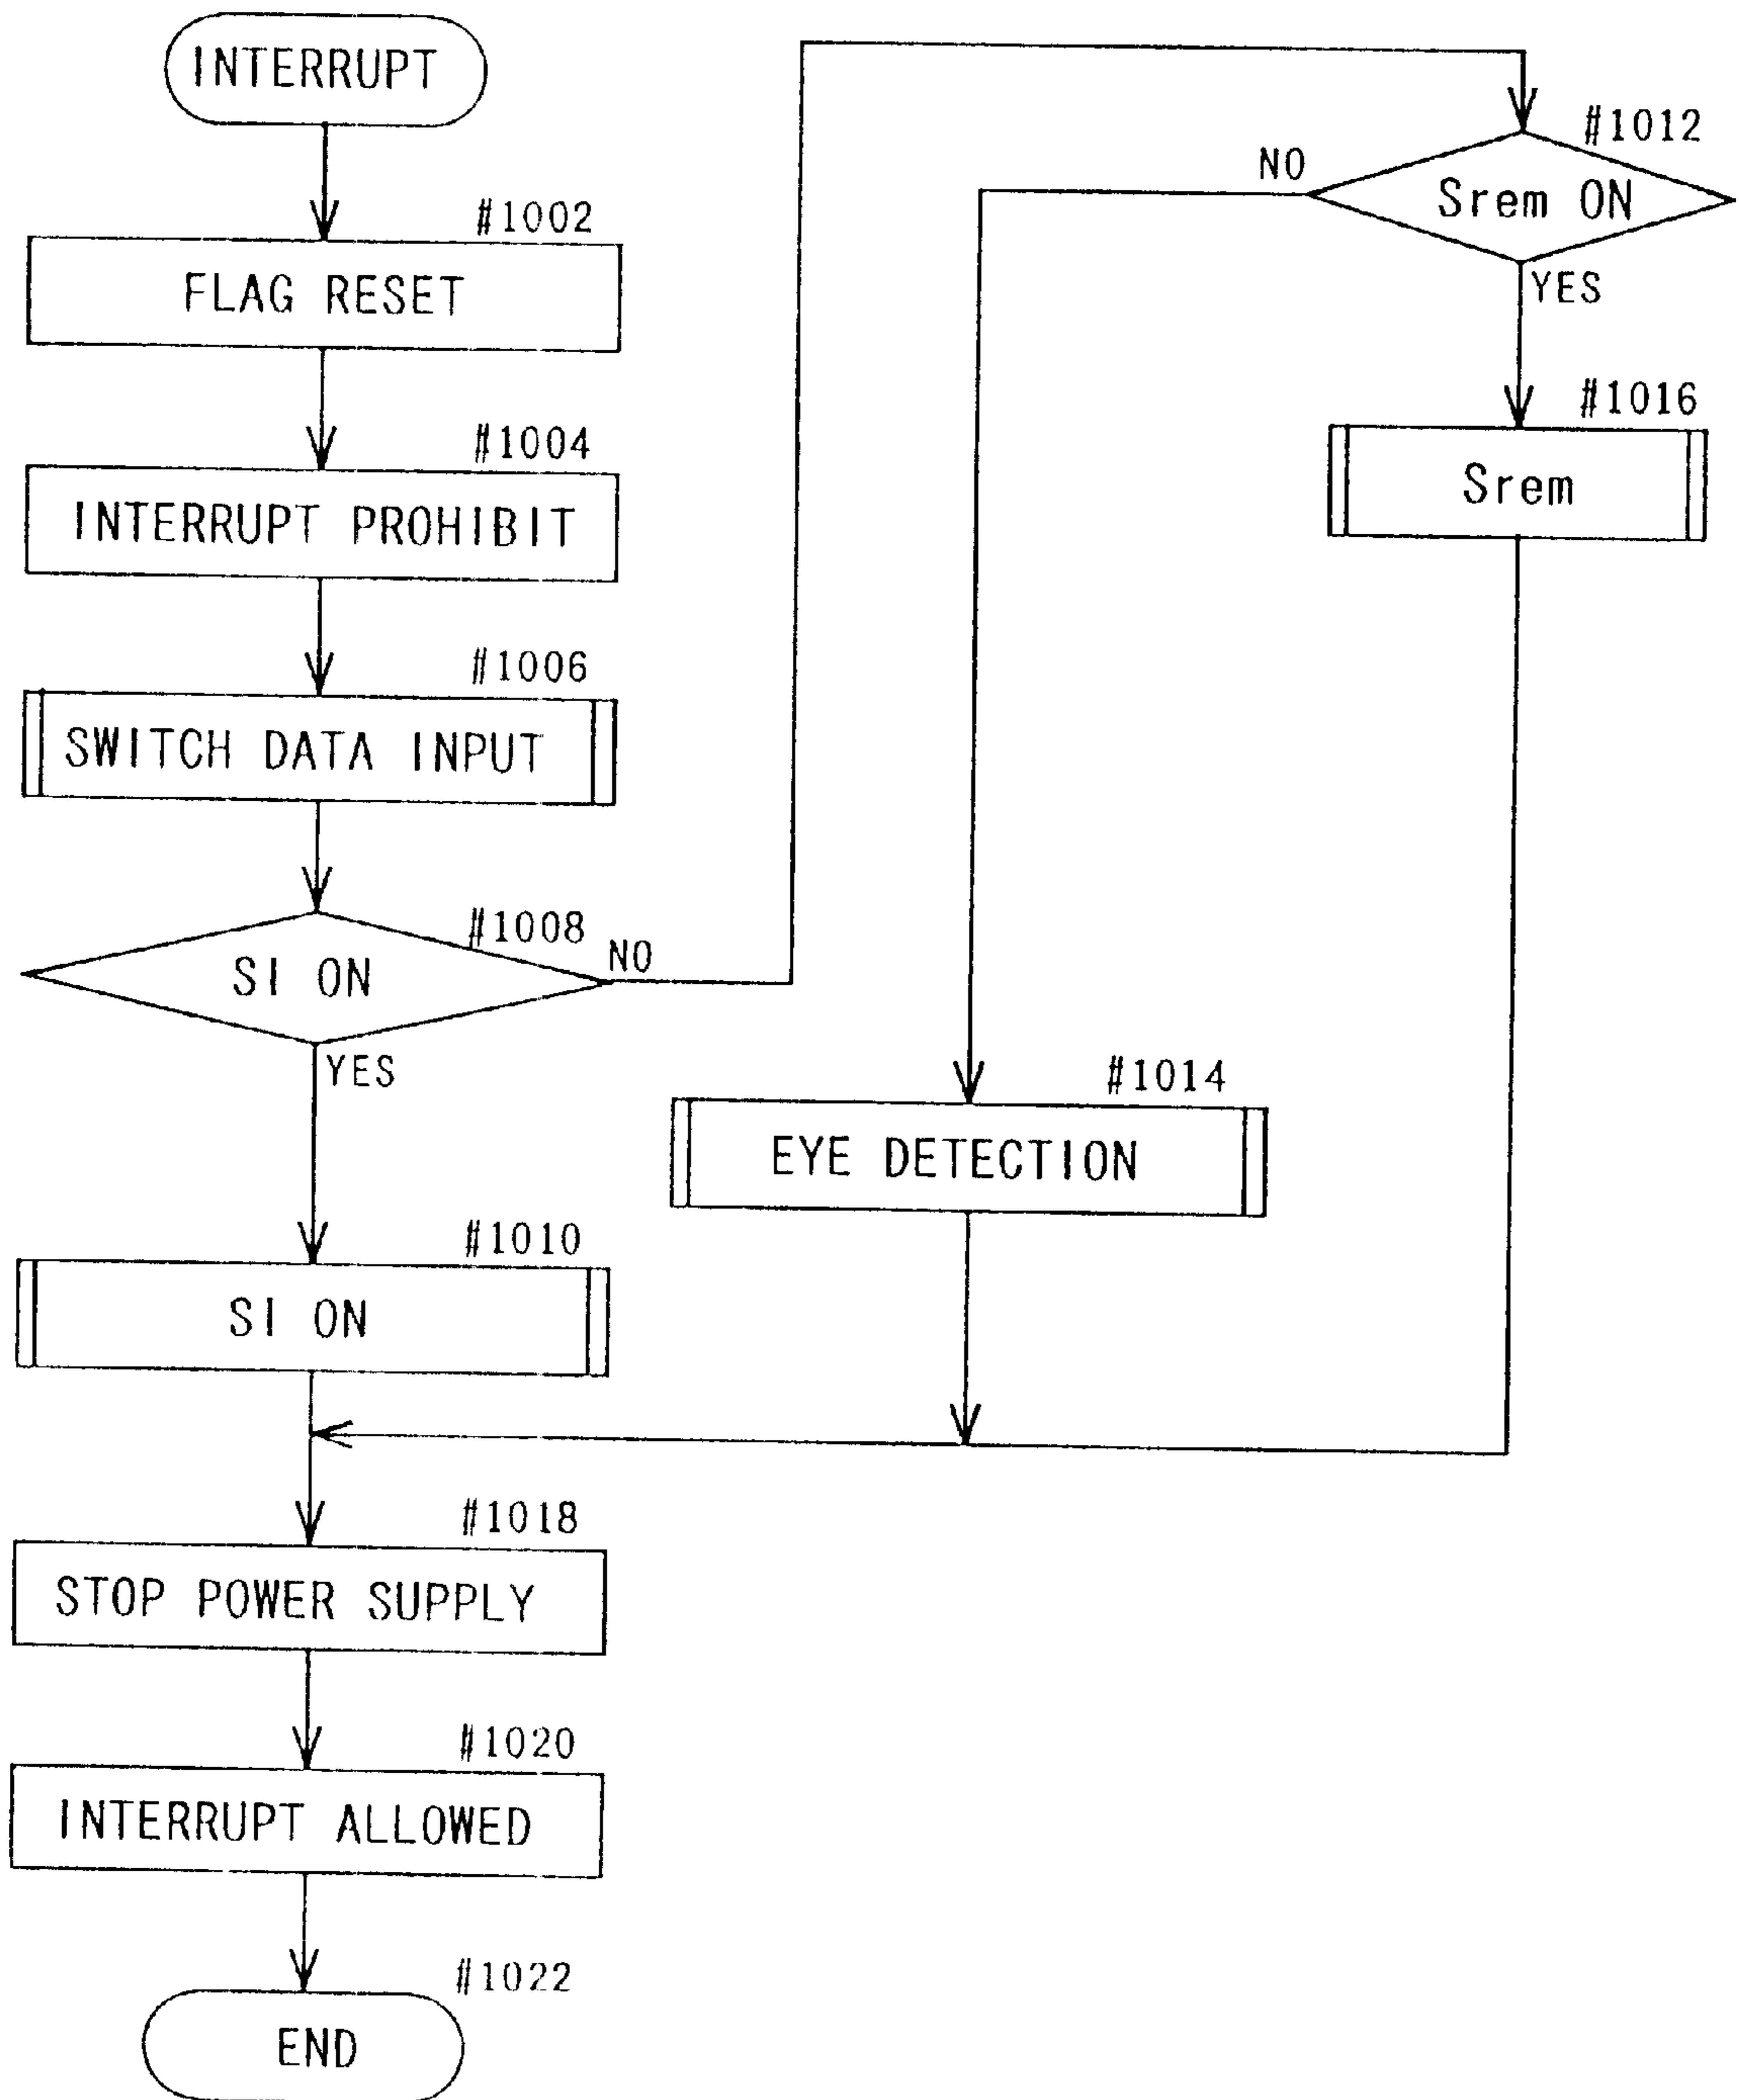 INTERRUPT
#1002
FLAG RESET
#1004
INTERRUPT PROHIBIT
#1006
SWITCH DATA INPUT
#1008
SI ON
NO
YES
#1010
SI ON
#1012
Srem ON
NO
YES
#1016
Srem
#1014
EYE DETECTION
#1018
STOP POWER SUPPLY
#1020
INTERRUPT ALLOWED
#1022
END